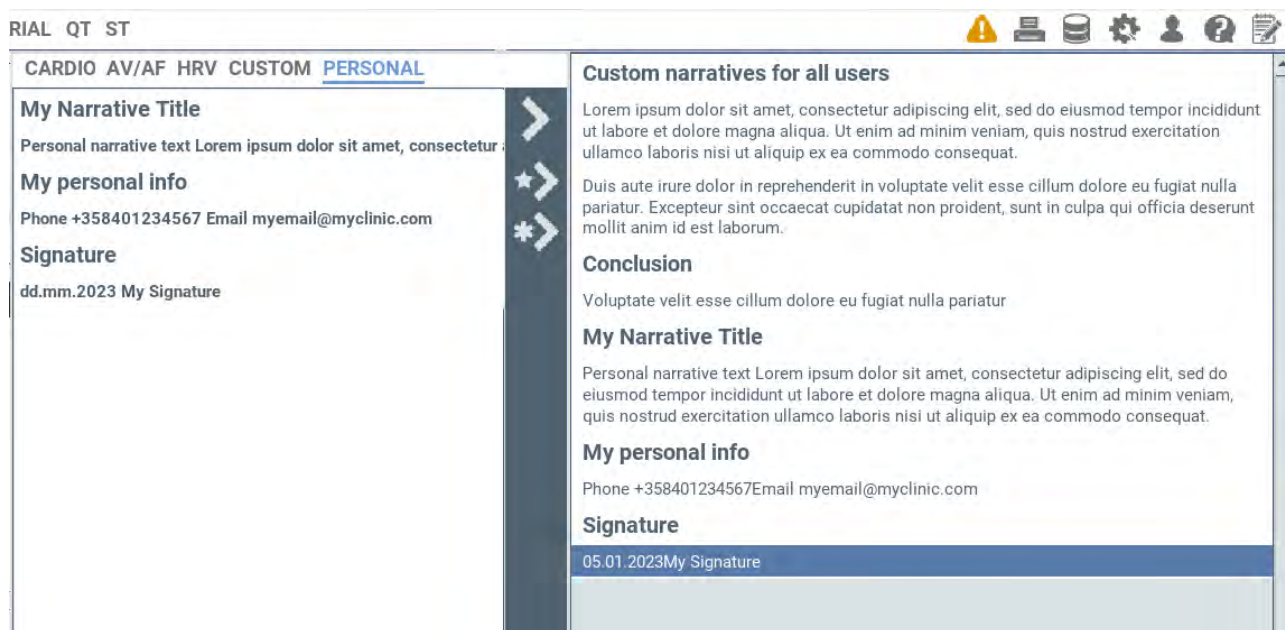 RIAL QT ST
CARDIO AV/AF HRV CUSTOM PERSONAL
My Narrative Title
Personal narrative text Lorem ipsum dolor sit amet, consectetur
My personal info
Phone +358401234567 Email myemail@myclinic.com
Signature
dd.mm.2023 My Signature
Custom narratives for all users
Lorem ipsum dolor sit amet, consectetur adipiscing elit, sed do eiusmod tempor incididunt
ut labore et dolore magna aliqua. Ut enim ad minim veniam, quis nostrud exercitation
ullamco laboris nisi ut aliquip ex ea commodo consequat.
Duis aute irure dolor in reprehenderit in voluptate velit esse cillum dolore eu fugiat nulla
pariatur. Excepteur sint occaecat cupidatat non proident, sunt in culpa qui officia deserunt
mollit anim id est laborum.
Conclusion
Voluptate velit esse cillum dolore eu fugiat nulla pariatur
My Narrative Title
Personal narrative text Lorem ipsum dolor sit amet, consectetur adipiscing elit, sed do
eiusmod tempor incididunt ut labore et dolore magna aliqua. Ut enim ad minim veniam,
quis nostrud exercitation ullamco laboris nisi ut aliquip ex ea commodo consequat.
My personal info
Phone +358401234567Email myemail@myclinic.com
Signature
05.01.2023My Signature